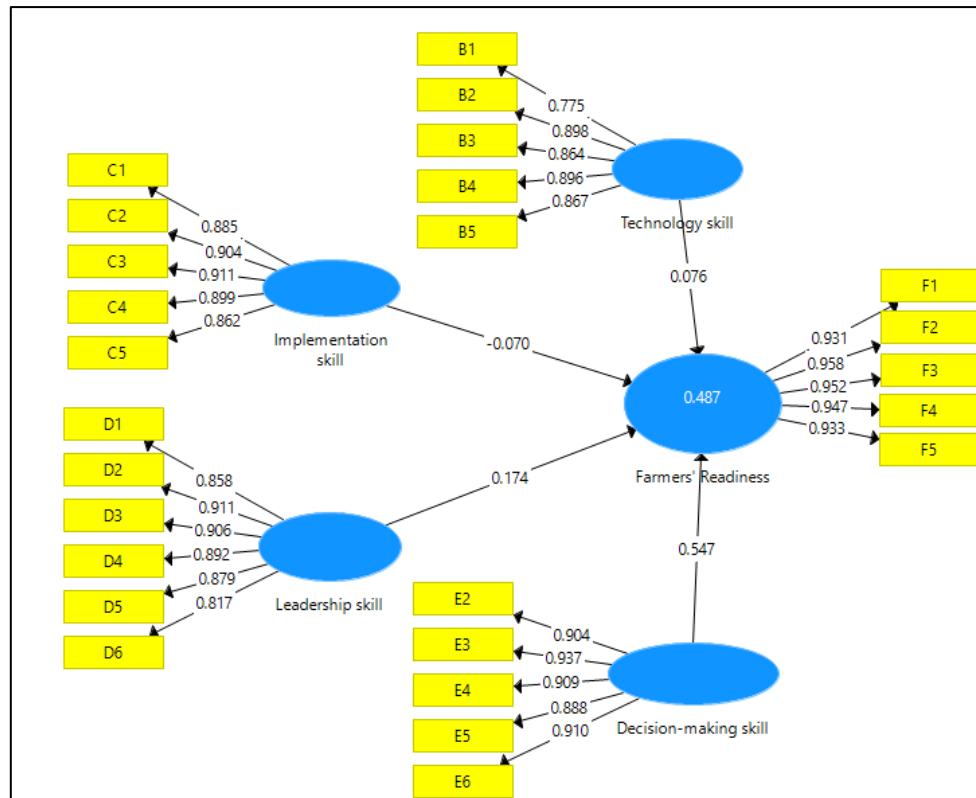 B1
B2
B3
B4
B5
0.775
0.898
0.864
0.896
0.867
Technology skill
0.076
C1
C2
C3
C4
C5
0.885
0.904
0.911
0.899
0.862
Implementation
skill
-0.070
D1
D2
D3
D4
D5
D6
0.858
0.911
0.906
0.892
0.879
0.817
Leadership skill
0.174
0.487
Farmers' Readiness
0.931
0.958
0.952
0.947
0.933
F1
F2
F3
F4
F5
0.547
E2
E3
E4
E5
E6
0.904
0.937
0.909
0.888
0.910
Decision-making skill